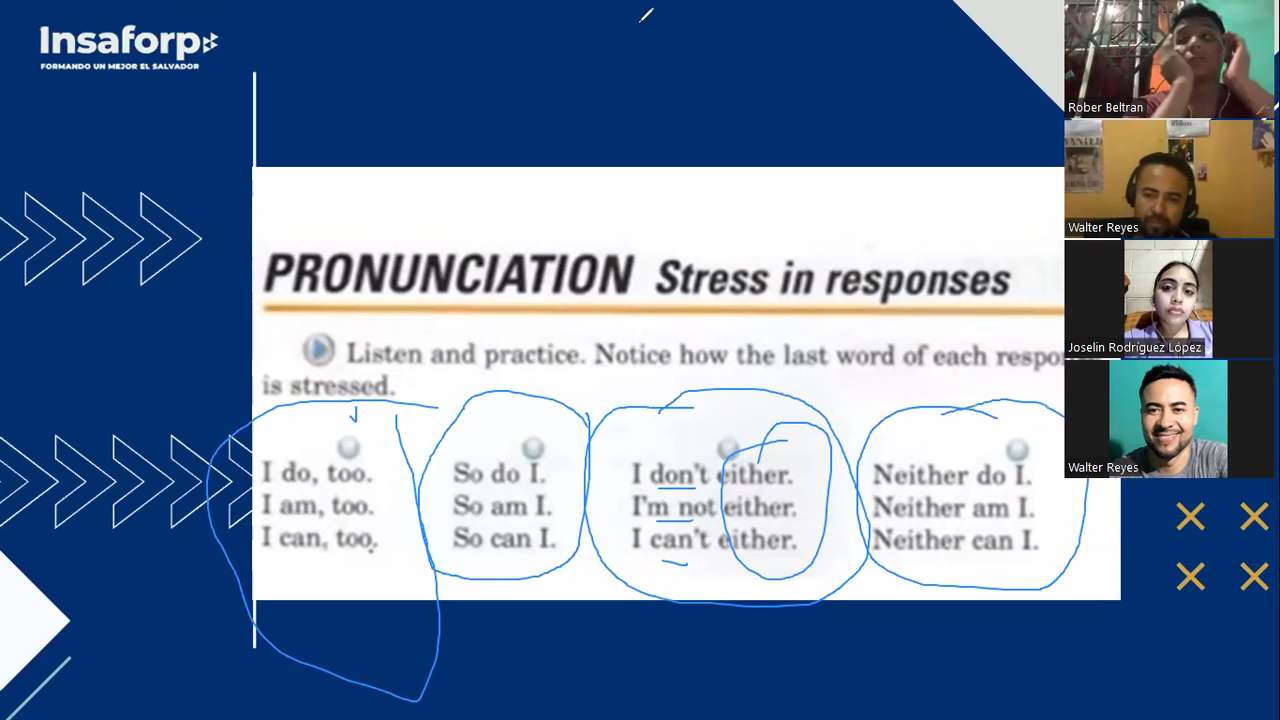 Insaforp
FORMANDO UN MEJOR EL SALVADOR
PRONUNCIATION Stress in responses
Listen and practice. Notice how the last word of each respo
is stressed.
I do, too.
I am, too.
I can, too.
So do I.
So am I.
So can I.
I don't either.
I'm not either.
I can't either.
Neither do I.
Neither am I.
Neither can I.
Rober Beltran
WANTED
Walter Reyes
Joselin Rodríguez López
Walter Reyes